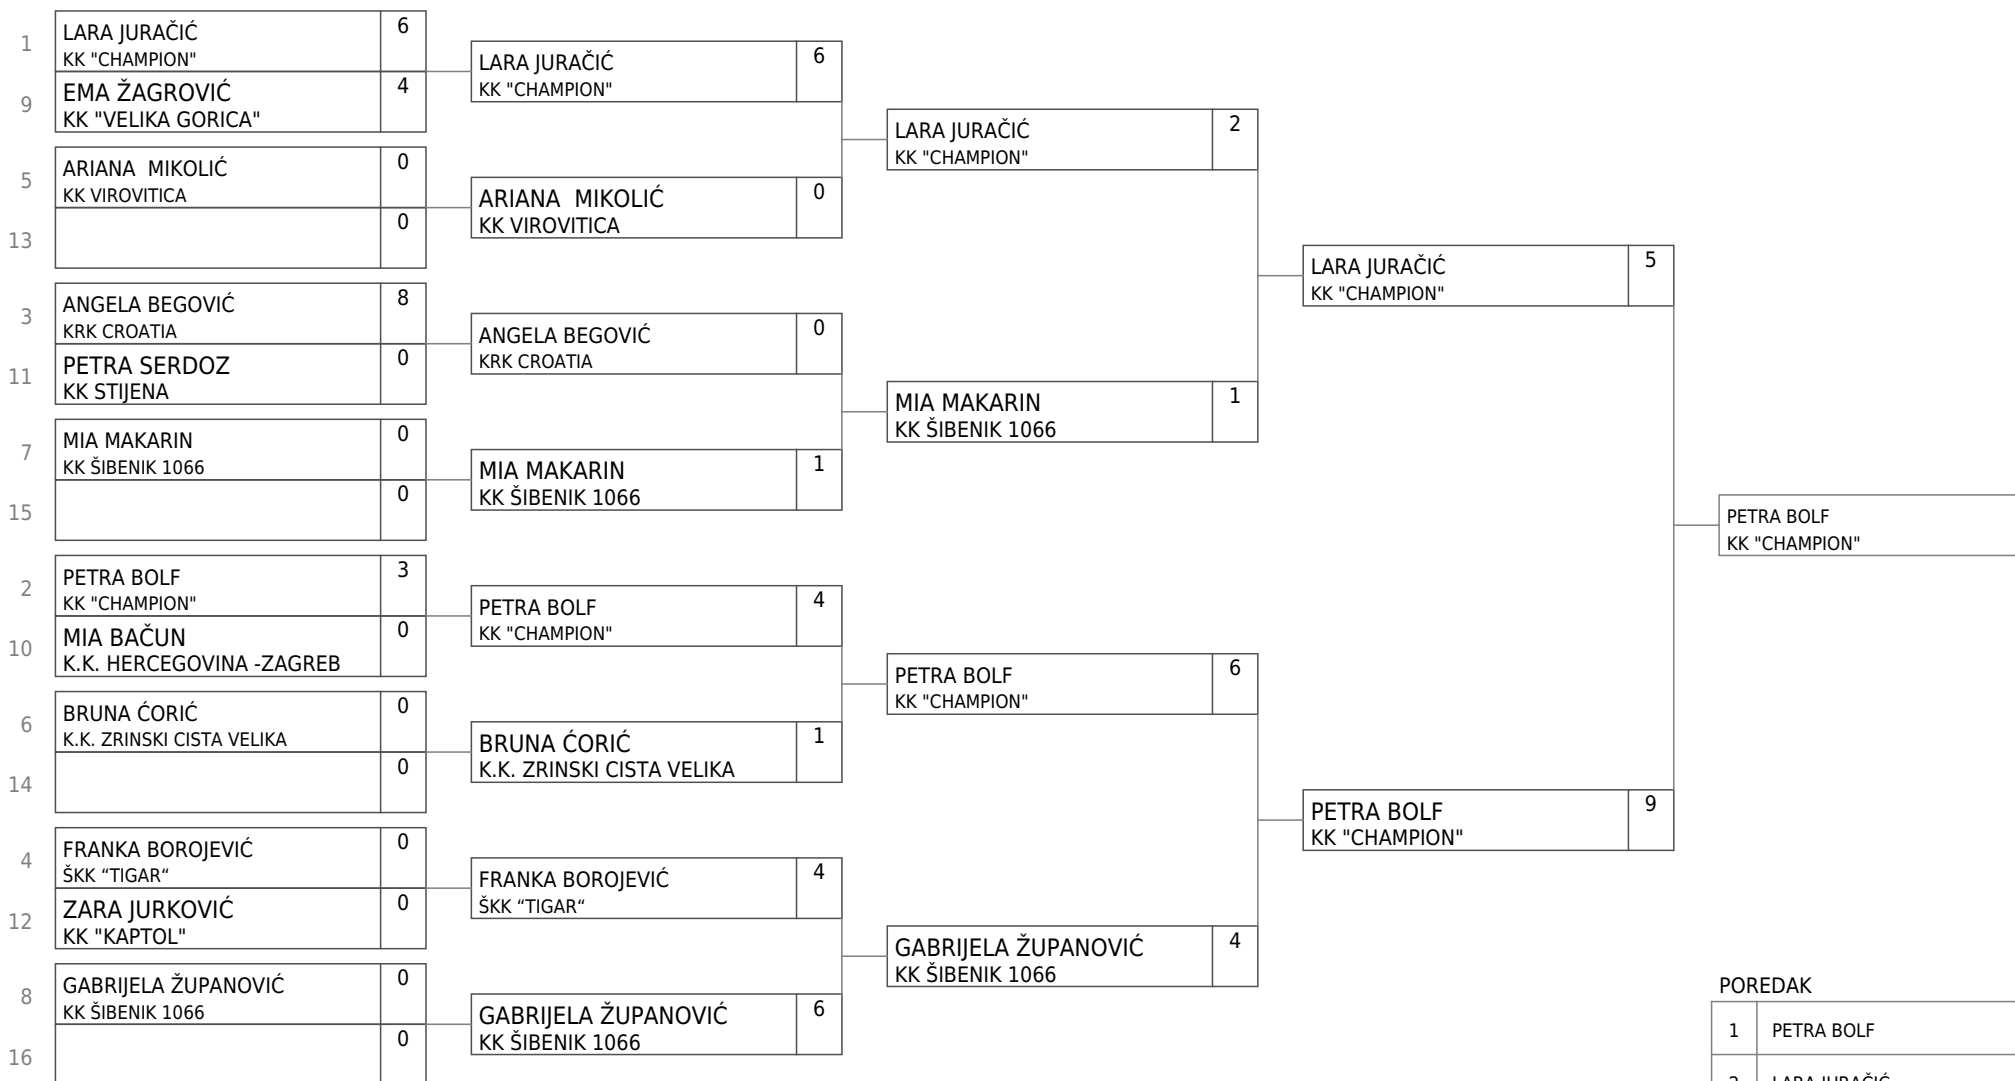 1
LARA JURAČIĆ
KK "CHAMPION"
6
9
EMA ŽAGROVIĆ
KK "VELIKA GORICA"
4
5
ARIANA  MIKOLIĆ
KK VIROVITICA
0
13
0
3
ANGELA BEGOVIĆ
KRK CROATIA
8
11
PETRA SERDOZ
KK STIJENA
0
7
MIA MAKARIN
KK ŠIBENIK 1066
0
15
0
2
PETRA BOLF
KK "CHAMPION"
3
10
MIA BAČUN
K.K. HERCEGOVINA -ZAGREB
0
6
BRUNA ĆORIĆ
K.K. ZRINSKI CISTA VELIKA
0
14
0
4
FRANKA BOROJEVIĆ
ŠKK “TIGAR“
0
12
ZARA JURKOVIĆ
KK "KAPTOL"
0
8
GABRIJELA ŽUPANOVIĆ
KK ŠIBENIK 1066
0
16
0
LARA JURAČIĆ
KK "CHAMPION"
6
ARIANA  MIKOLIĆ
KK VIROVITICA
0
ANGELA BEGOVIĆ
KRK CROATIA
0
MIA MAKARIN
KK ŠIBENIK 1066
1
PETRA BOLF
KK "CHAMPION"
4
BRUNA ĆORIĆ
K.K. ZRINSKI CISTA VELIKA
1
FRANKA BOROJEVIĆ
ŠKK “TIGAR“
4
GABRIJELA ŽUPANOVIĆ
KK ŠIBENIK 1066
6
LARA JURAČIĆ
KK "CHAMPION"
2
MIA MAKARIN
KK ŠIBENIK 1066
1
PETRA BOLF
KK "CHAMPION"
6
GABRIJELA ŽUPANOVIĆ
KK ŠIBENIK 1066
4
LARA JURAČIĆ
KK "CHAMPION"
5
PETRA BOLF
KK "CHAMPION"
9
PETRA BOLF
KK "CHAMPION"
POREDAK
1 PETRA BOLF
2 LARA JURAČIĆ